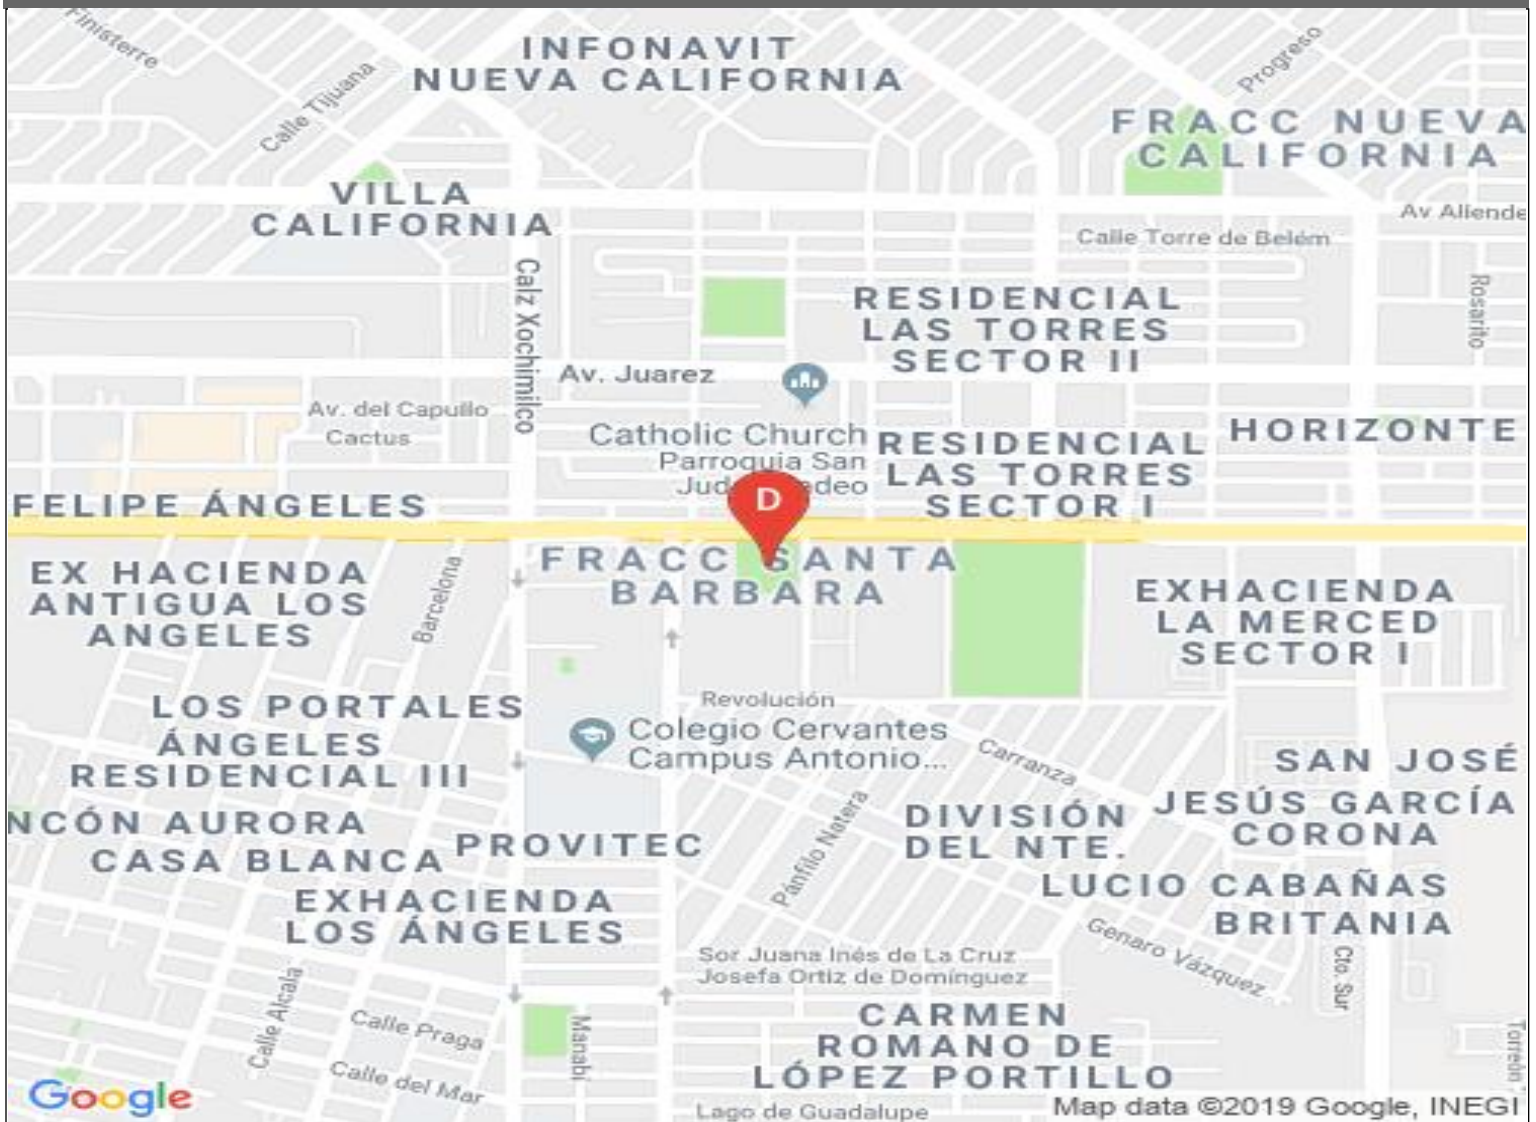 Finisterre
Calle Tijuana
INFONAVIT
NUEVA CALIFORNIA
Progreso
FRACC NUEVA
CALIFORNIA
VILLA
CALIFORNIA
Av Allende
Calle Torre de Belém
Calz Xochimilco
Rosarito
RESIDENCIAL
LAS TORRES
SECTOR II
Av. Juarez
Av. del Capullo
Cactus
Catholic Church
Parroquia San
RESIDENCIAL
LAS TORRES
SECTOR I
HORIZONTE
D
FELIPE ÁNGELES
FRACC SANTA
BARBARA
EX HACIENDA
ANTIGUA LOS
ANGELES
Barcelona
EXHACIENDA
LA MERCED
SECTOR I
Revolución
LOS PORTALES
ÁNGELES
RESIDENCIAL III
Colegio Cervantes
Campus Antonio...
Carranza
SAN JOSÉ
JESÚS GARCÍA
CORONA
NCÓN AURORA
CASA BLANCA
PROVITEC
Pánfilo Natera
DIVISIÓN
DEL NTE.
LUCIO CABAÑAS
BRITANIA
EXHACIENDA
LOS ÁNGELES
Genaro Vázquez
Cto. Sur
Sor Juana Inés de La Cruz
Josefa Ortiz de Domínguez
Calle Alcala
Calle Praga
Calle del Mar
Manabi
CARMEN
ROMANO DE
LÓPEZ PORTILLO
Torreón
Lago de Guadalupe
Google
Map data ©2019 Google, INEGI